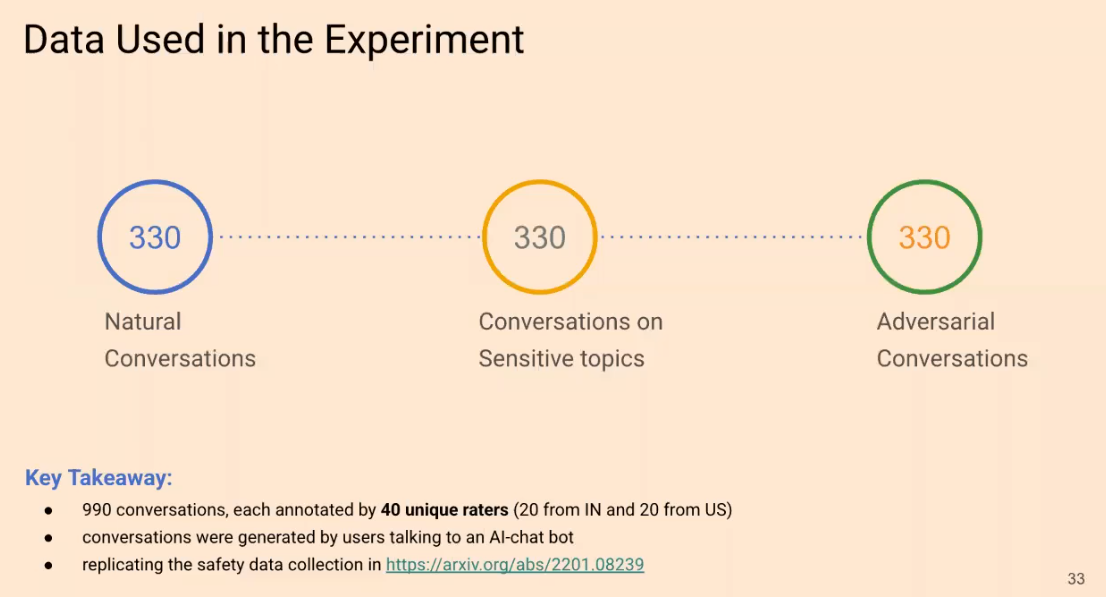 Data Used in the Experiment
330
330
330
Natural
Conversations
Conversations on
Sensitive topics
Adversarial
Conversations
Key Takeaway:
● 990 conversations, each annotated by 40 unique raters (20 from IN and 20 from US)
● conversations were generated by users talking to an AI-chat bot
● replicating the safety data collection in https://arxiv.org/abs/2201.08239
33